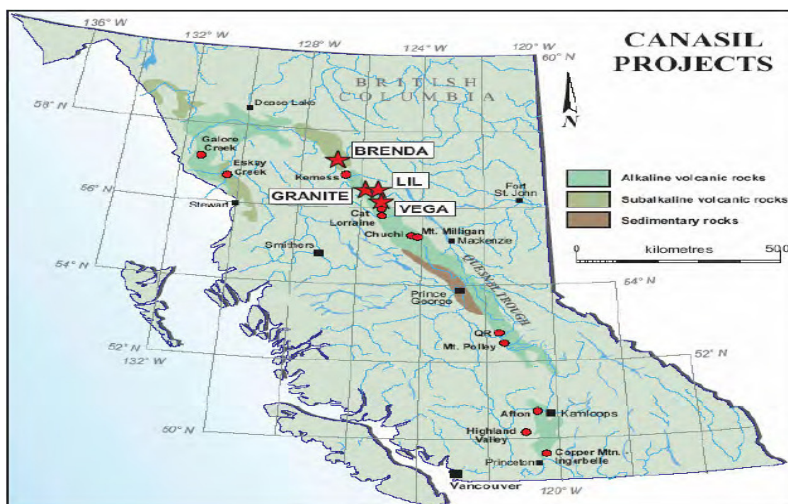 136° W
132° W
128° W
124° W
120° W
60° N
CANASIL
PROJECTS
BRITISH
COLUMBIA
58° N
Dease Lake
N
Galore
Creek
BRENDA
Eskay
Creek
Kemess
LIL
Alkaline volcanic rocks
56° N
GRANITE
Fort
St. John
Subalkaline volcanic rocks
Stewart
VEGA
Cat
Lorraine
Sedimentary rocks
Chuchi
Mt. Milligan
Mackenzie
Smithers
0 kilometres 500
54° N
QUESNEL TROUGH
54° N
Prince
George
QR
52° N
132° W
Mt. Polley
52° N
Afton
Kamloops
50° N
Highland
Valley
Copper Mtn.
Ingerbelle
Princeton
Vancouver
120° W